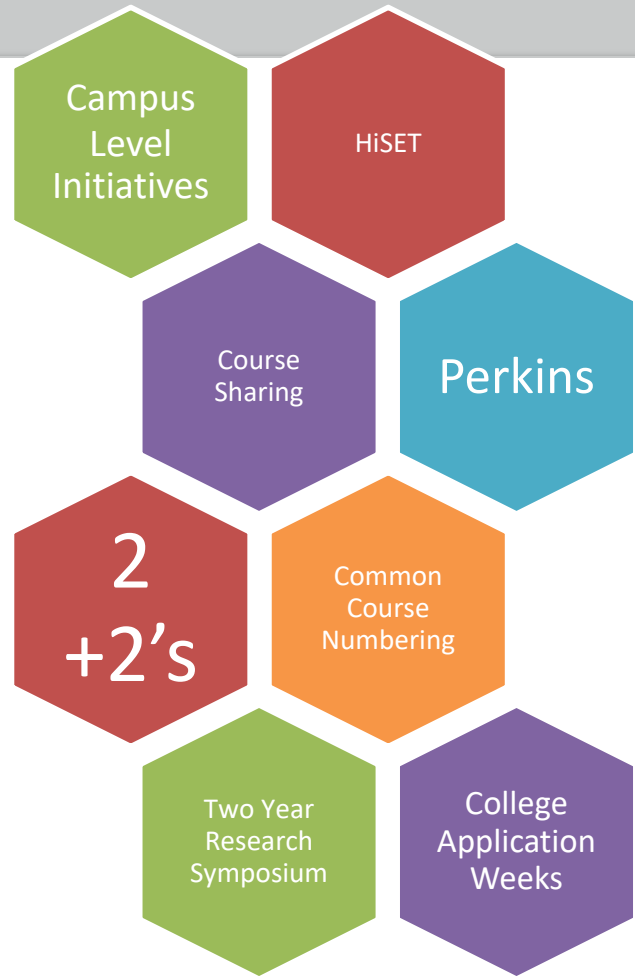 Campus
Level
Initiatives
HiSET
Course
Sharing
Perkins
2
+2’s
Common
Course
Numbering
Two Year
Research
Symposium
College
Application
Weeks